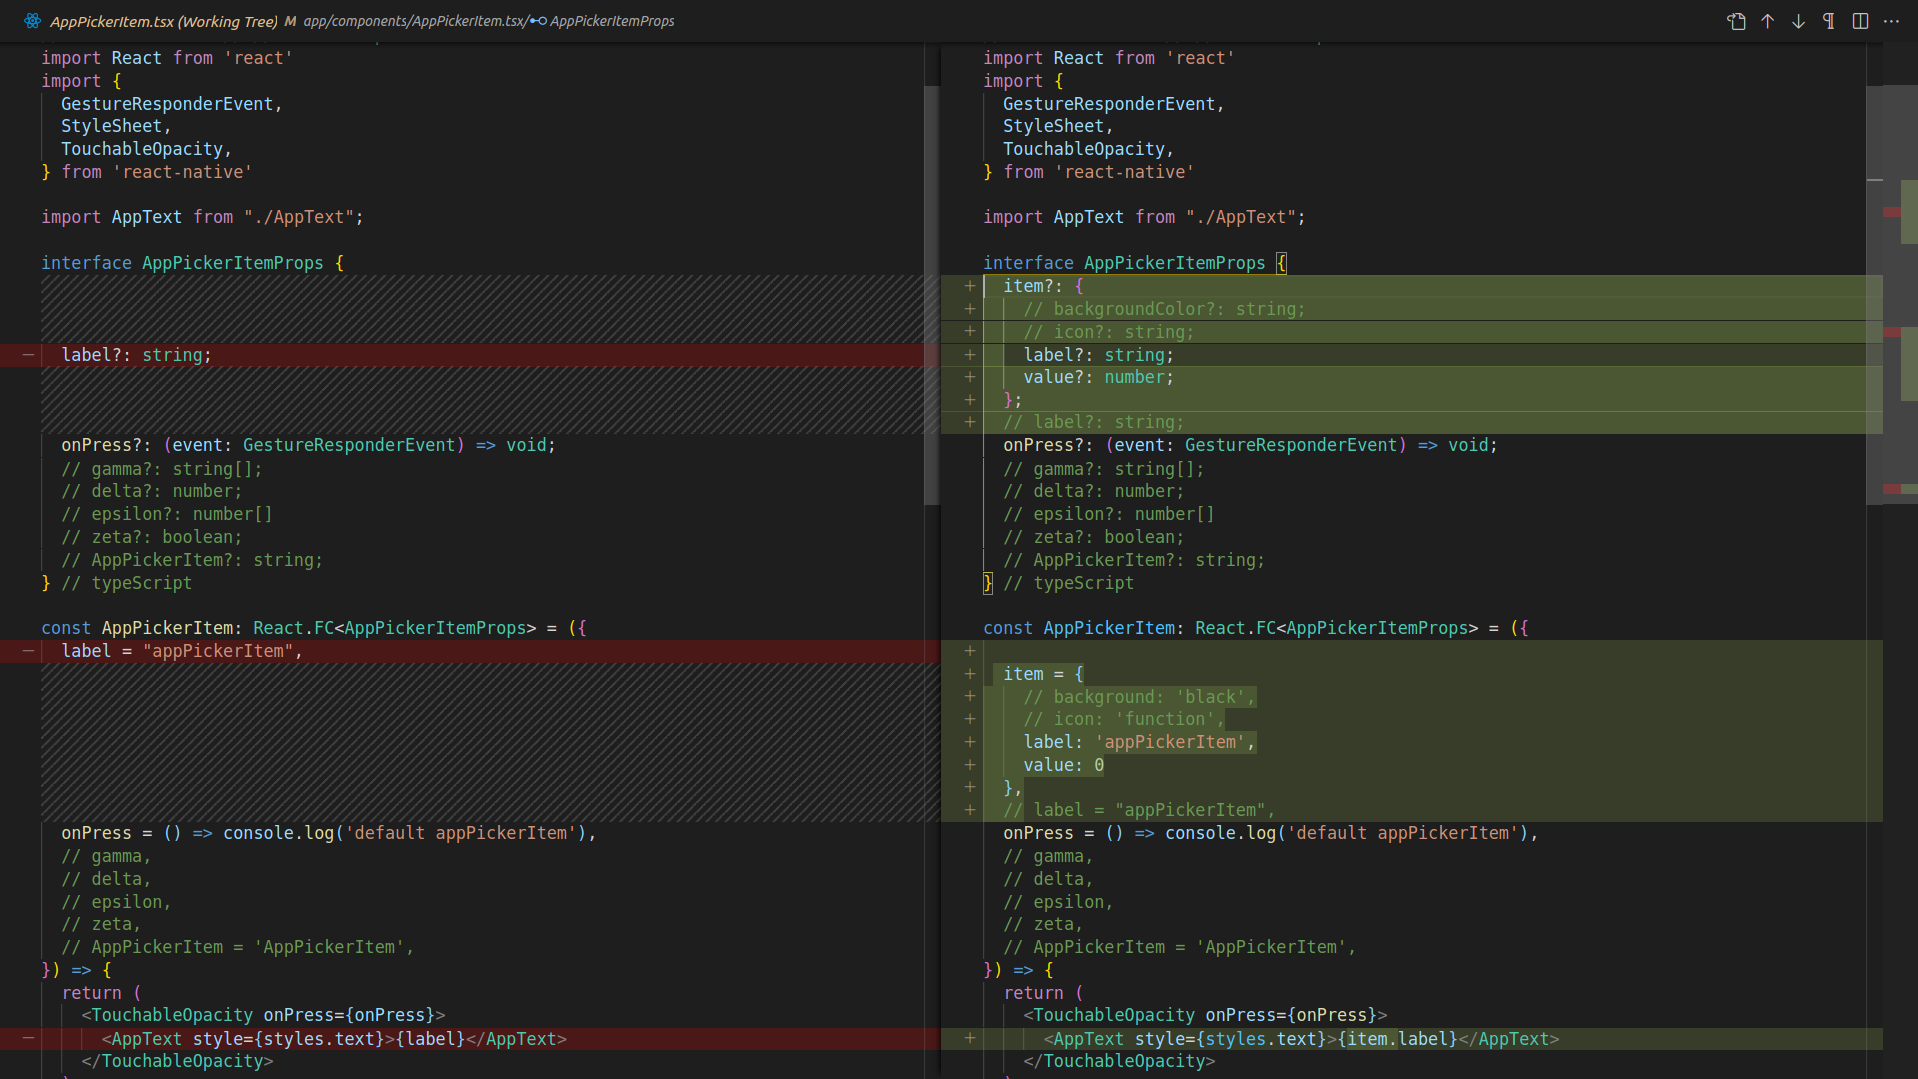 AppPickerItem.tsx (Working Tree) M app/components/AppPickerItem.tsx/ AppPickerItemProps
import React from 'react'
import {
GestureResponderEvent,
StyleSheet,
TouchableOpacity,
} from 'react-native'
import AppText from "./AppText";
interface AppPickerItemProps {
— label?: string;
onPress?: (event: GestureResponderEvent) => void;
// gamma?: string[];
// delta?: number;
// epsilon?: number[]
// zeta?: boolean;
// AppPickerItem?: string;
} // typeScript
const AppPickerItem: React.FC<AppPickerItemProps> = ({
— label = "appPickerItem",
onPress = () => console.log('default appPickerItem'),
// gamma,
// delta,
// epsilon,
// zeta,
// AppPickerItem = 'AppPickerItem',
}) => {
return (
<TouchableOpacity onPress={onPress}>
— <AppText style={styles.text}>{label}</AppText>
</TouchableOpacity>
import React from 'react'
import {
GestureResponderEvent,
StyleSheet,
TouchableOpacity,
} from 'react-native'
import AppText from "./AppText";
interface AppPickerItemProps {
+ item?: {
+ // backgroundColor?: string;
+ // icon?: string;
+ label?: string;
+ value?: number;
+ };
+ // label?: string;
onPress?: (event: GestureResponderEvent) => void;
// gamma?: string[];
// delta?: number;
// epsilon?: number[]
// zeta?: boolean;
// AppPickerItem?: string;
} // typeScript
const AppPickerItem: React.FC<AppPickerItemProps> = ({
+
+ item = {
+ // background: 'black',
+ // icon: 'function',
+ label: 'appPickerItem',
+ value: 0
+ },
+ // label = "appPickerItem",
onPress = () => console.log('default appPickerItem'),
// gamma,
// delta,
// epsilon,
// zeta,
// AppPickerItem = 'AppPickerItem',
}) => {
return (
<TouchableOpacity onPress={onPress}>
+ <AppText style={styles.text}>{item.label}</AppText>
</TouchableOpacity>